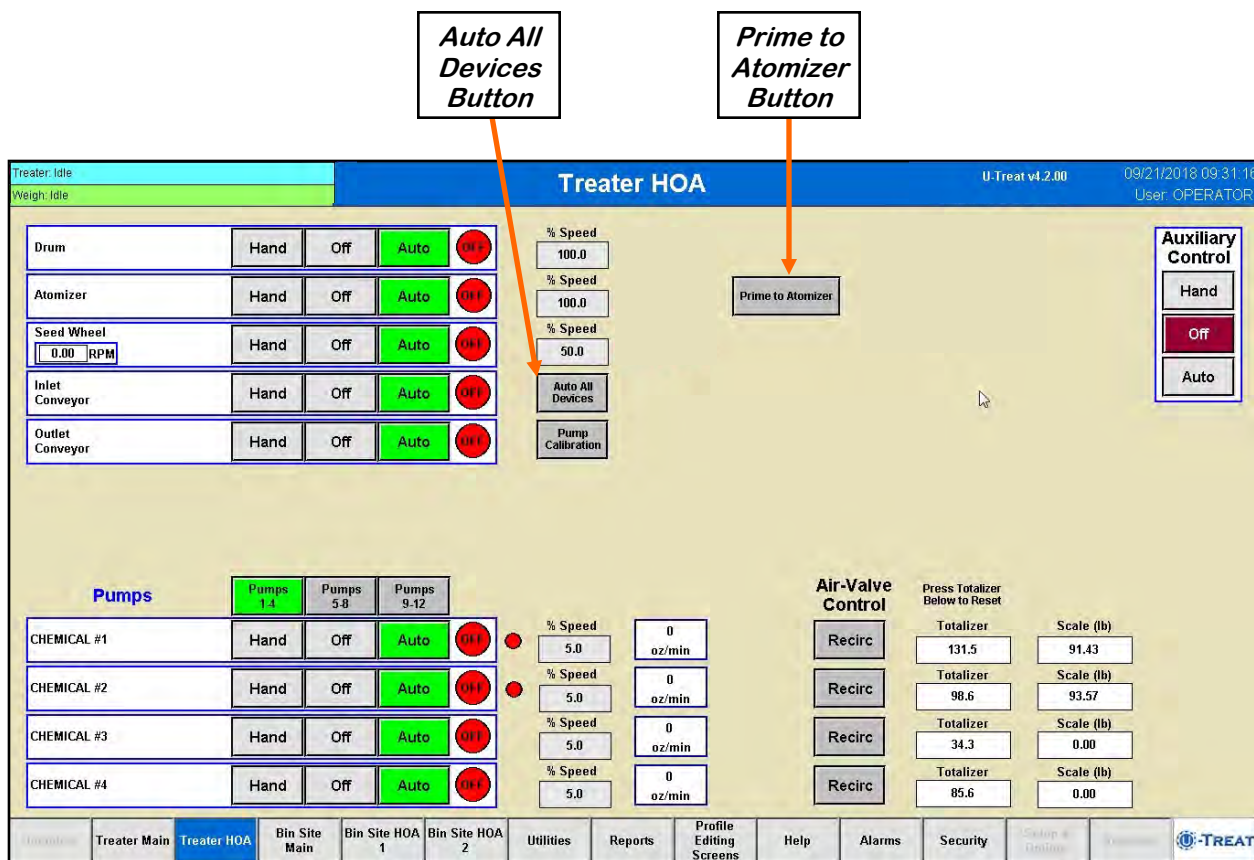 Auto All
Devices
Button
Prime to
Atomizer
Button
Treater: Idle
Weigh: Idle
Treater HOA
U-Treat v4.2.00
09/21/2018 09:31:16
User: OPERATOR
Drum
Hand
Off
Auto
OFF
% Speed
100.0
Atomizer
Hand
Off
Auto
OFF
% Speed
100.0
Prime to Atomizer
Seed Wheel
0.00 RPM
Hand
Off
Auto
OFF
% Speed
50.0
Inlet
Conveyor
Hand
Off
Auto
OFF
Auto All
Devices
Outlet
Conveyor
Hand
Off
Auto
OFF
Pump
Calibration
Auxiliary
Control
Hand
Off
Auto
Pumps
Pumps
1-4
Pumps
5-8
Pumps
9-12
Air-Valve
Control
Press Totalizer
Below to Reset
CHEMICAL #1
Hand
Off
Auto
OFF
% Speed
5.0
0
oz/min
Recirc
Totalizer
131.5
Scale (lb)
91.43
CHEMICAL #2
Hand
Off
Auto
OFF
% Speed
5.0
0
oz/min
Recirc
Totalizer
98.6
Scale (lb)
93.57
CHEMICAL #3
Hand
Off
Auto
OFF
% Speed
5.0
0
oz/min
Recirc
Totalizer
34.3
Scale (lb)
0.00
CHEMICAL #4
Hand
Off
Auto
OFF
% Speed
5.0
0
oz/min
Recirc
Totalizer
85.6
Scale (lb)
0.00
Treater Main
Treater HOA
Bin Site
Main
Bin Site HOA
1
Bin Site HOA
2
Utilities
Reports
Profile
Editing
Screens
Help
Alarms
Security
U-TREAT